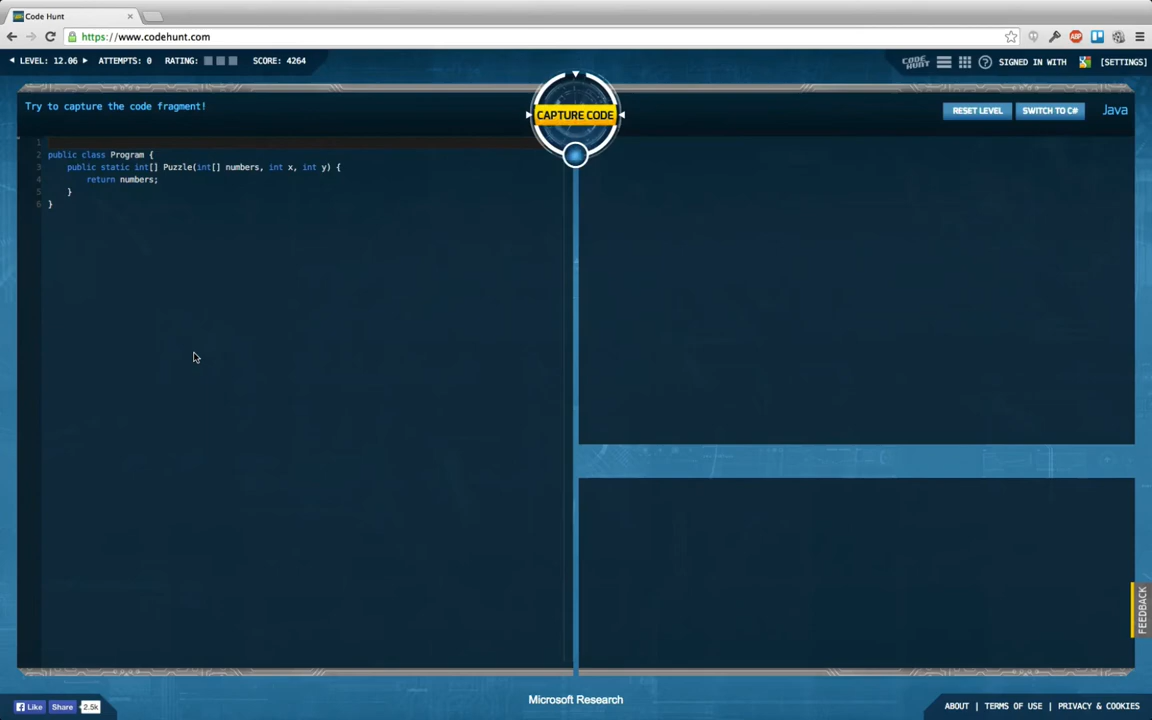 Code Hunt
https://www.codehunt.com
LEVEL: 12.06 ATTEMPTS: 0 RATING: SCORE: 4264
CODE HUNT
SIGNED IN WITH [SETTINGS]
Try to capture the code fragment!
CAPTURE CODE
RESET LEVEL SWITCH TO C# Java
1
2 public class Program {
3 public static int[] Puzzle(int[] numbers, int x, int y) {
4 return numbers;
5 }
6 }
FEEDBACK
Like Share 2.5k
Microsoft Research
ABOUT | TERMS OF USE | PRIVACY & COOKIES
ABP